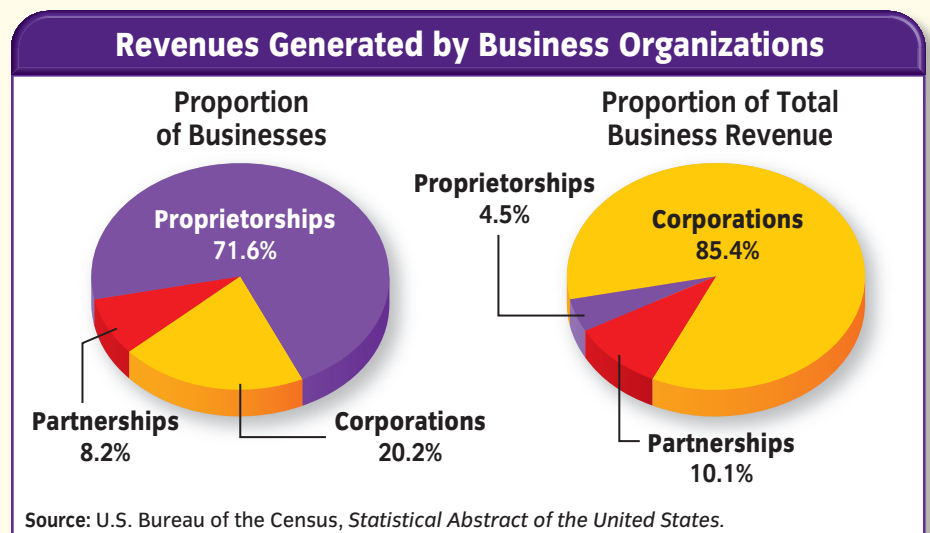 Revenues Generated by Business Organizations
Proportion
of Businesses
Proprietorships
71.6%
Partnerships
8.2%
Corporations
20.2%
Proportion of Total
Business Revenue
Proprietorships
4.5%
Corporations
85.4%
Partnerships
10.1%
Source: U.S. Bureau of the Census, Statistical Abstract of the United States.